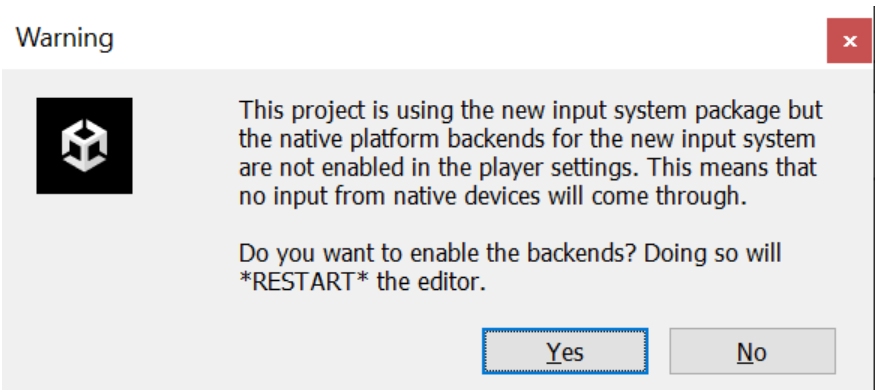 Warning
This project is using the new input system package but
the native platform backends for the new input system
are not enabled in the player settings. This means that
no input from native devices will come through.
Do you want to enable the backends? Doing so will
*RESTART* the editor.
Yes
No